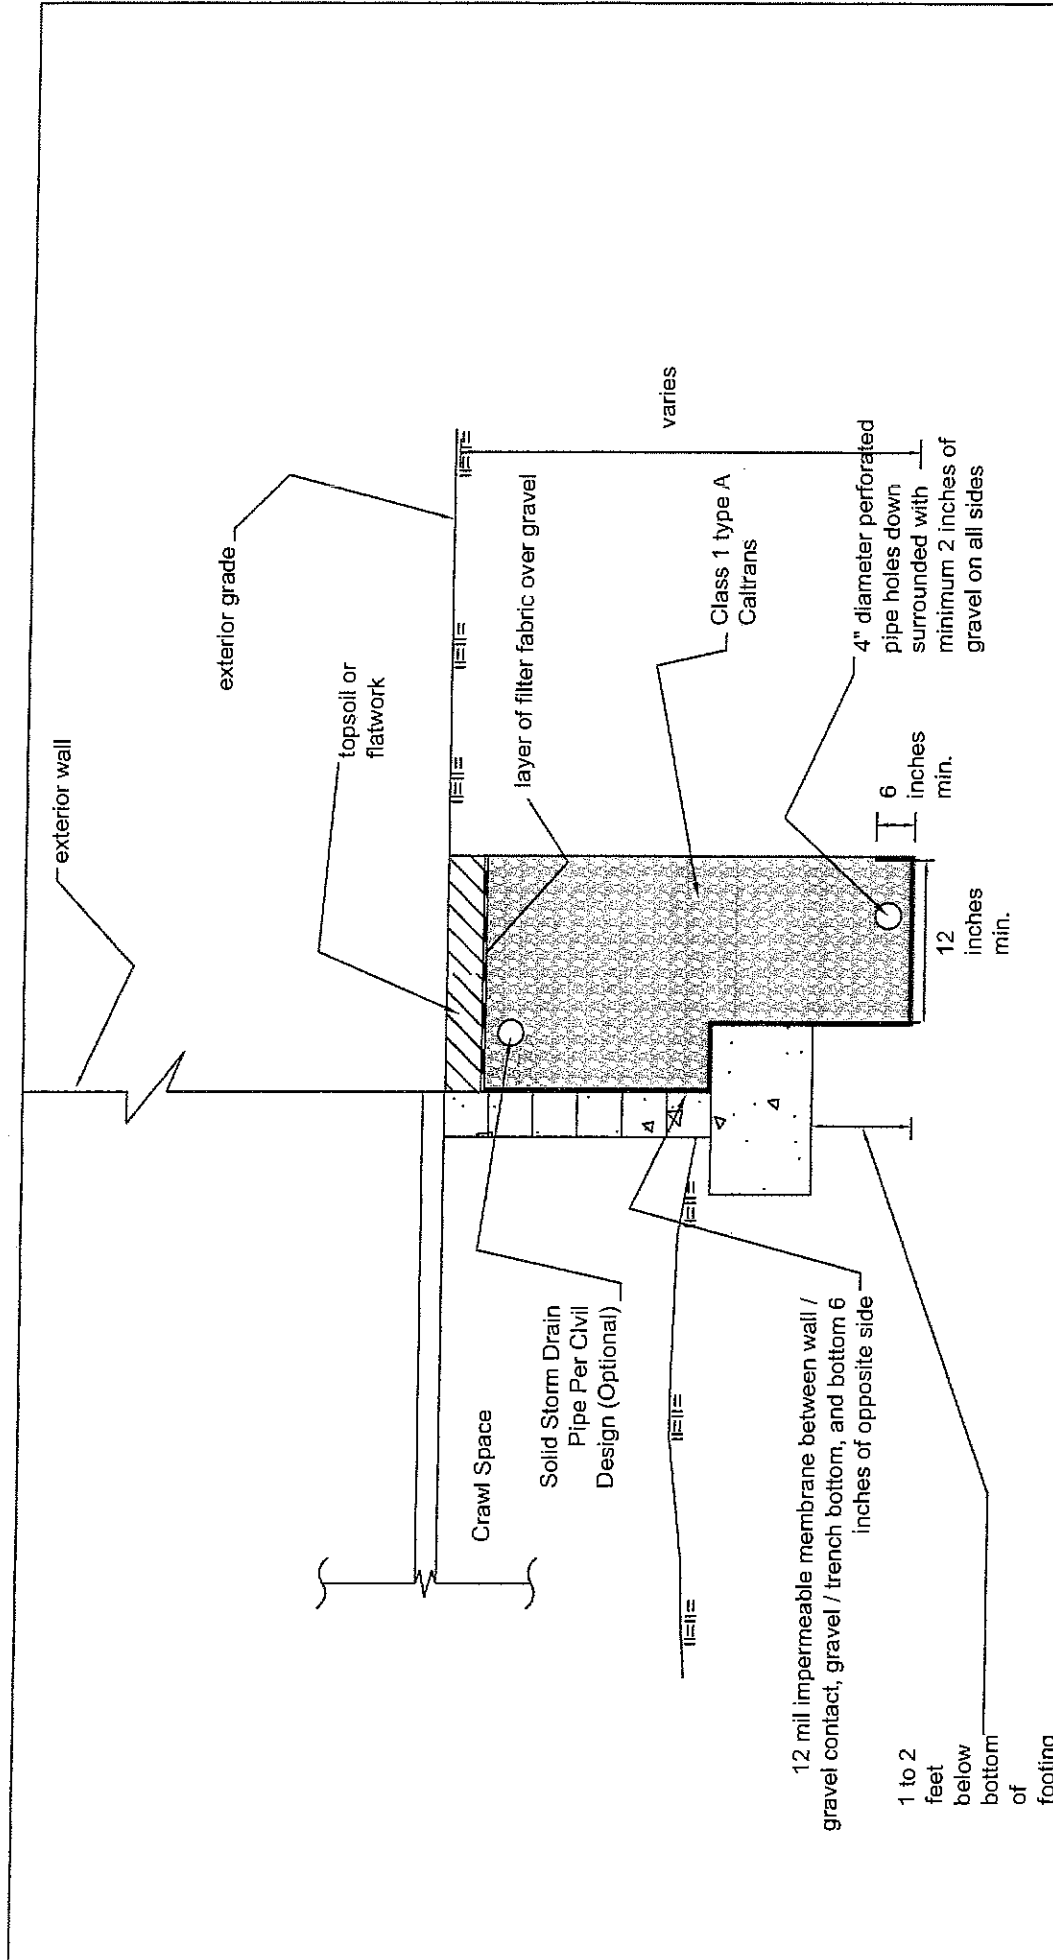 exterior wall
exterior grade
topsoil or
flatwork
layer of filter fabric over gravel
varies
Class 1 type A
Caltrans
4" diameter perforated
pipe holes down
surrounded with
minimum 2 inches of
gravel on all sides
6
inches
min.
12
inches
min.
Crawl Space
Solid Storm Drain
Pipe Per CIvil
Design (Optional)
12 mil impermeable membrane between wall /
gravel contact, gravel / trench bottom, and bottom 6
inches of opposite side
1 to 2
feet
below
bottom
of
footing